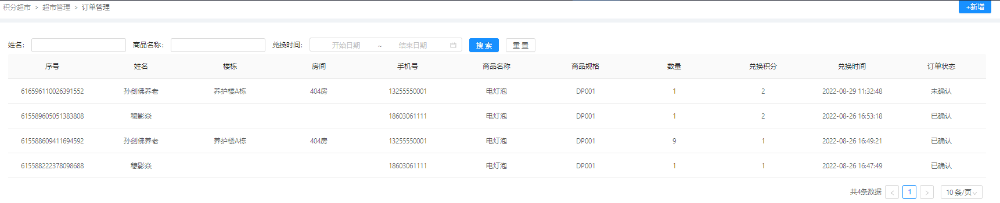 积分超市 > 超市管理 > 订单管理
+新增
姓名: 商品名称: 兑换时间: 开始日期 ~ 结束日期 搜 索 重 置
序号 姓名 楼栋 房间 手机号 商品名称 商品规格 数量 兑换积分 兑换时间 订单状态
616596110026391552 孙剑佛养老 养护楼A栋 404房 13255550001 电灯泡 DP001 1 2 2022-08-29 11:32:48 未确认
615589605051383808 穆影焱 18603061111 电灯泡 DP001 1 2 2022-08-26 16:53:18 已确认
615588609411694592 孙剑佛养老 养护楼A栋 404房 13255550001 电灯泡 DP001 9 1 2022-08-26 16:49:21 已确认
615588222378098688 穆影焱 18603061111 电灯泡 DP001 1 1 2022-08-26 16:47:49 已确认
共4条数据 < 1 > 10 条/页